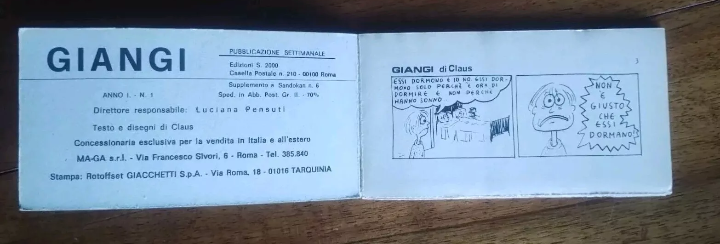 GIANGI
PUBBLICAZIONE SETTIMANALE
Edizioni S. 2000
Casella Postale n. 210 - 00100 Roma
ANNO I. - N. 1
Supplemento a Sandokan n. 6
Sped. in Abb. Post. Gr. II. - 70%
Direttore responsabile: Luciana Pensuti
Testo e disegni di Claus
Concessionaria esclusiva per la vendita in Italia e all'estero
MA-GA s.r.l. - Via Francesco Sivori, 6 - Roma - Tel. 385.840
Stampa: Rotoffset GIACCHETTI S.p.A. - Via Roma, 18 - 01016 TARQUINIA
3
GIANGI di Claus
ESSI DORMONO E IO NO. ESSI DOR-
MONO SOLO PERCHÈ È ORA DI
DORMIRE E NON PERCHÈ
HANNO SONNO
NON
È
GIUSTO
CHE
ESSI
DORMANO